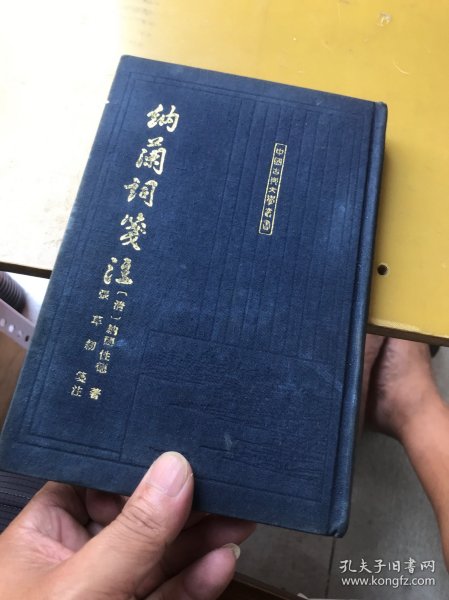 中國古典文學叢書
納蘭詞箋注
〔清〕納蘭性德 著
張草紉 箋注
孔夫子旧书网
www.kongfz.com